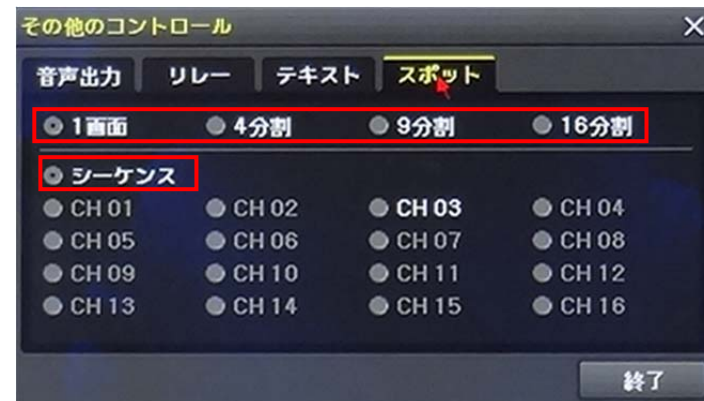 その他のコントロール
音声出力 リレー テキスト スポット
1画面 4分割 9分割 16分割
シーケンス
CH 01 CH 02 CH 03 CH 04
CH 05 CH 06 CH 07 CH 08
CH 09 CH 10 CH 11 CH 12
CH 13 CH 14 CH 15 CH 16
終了